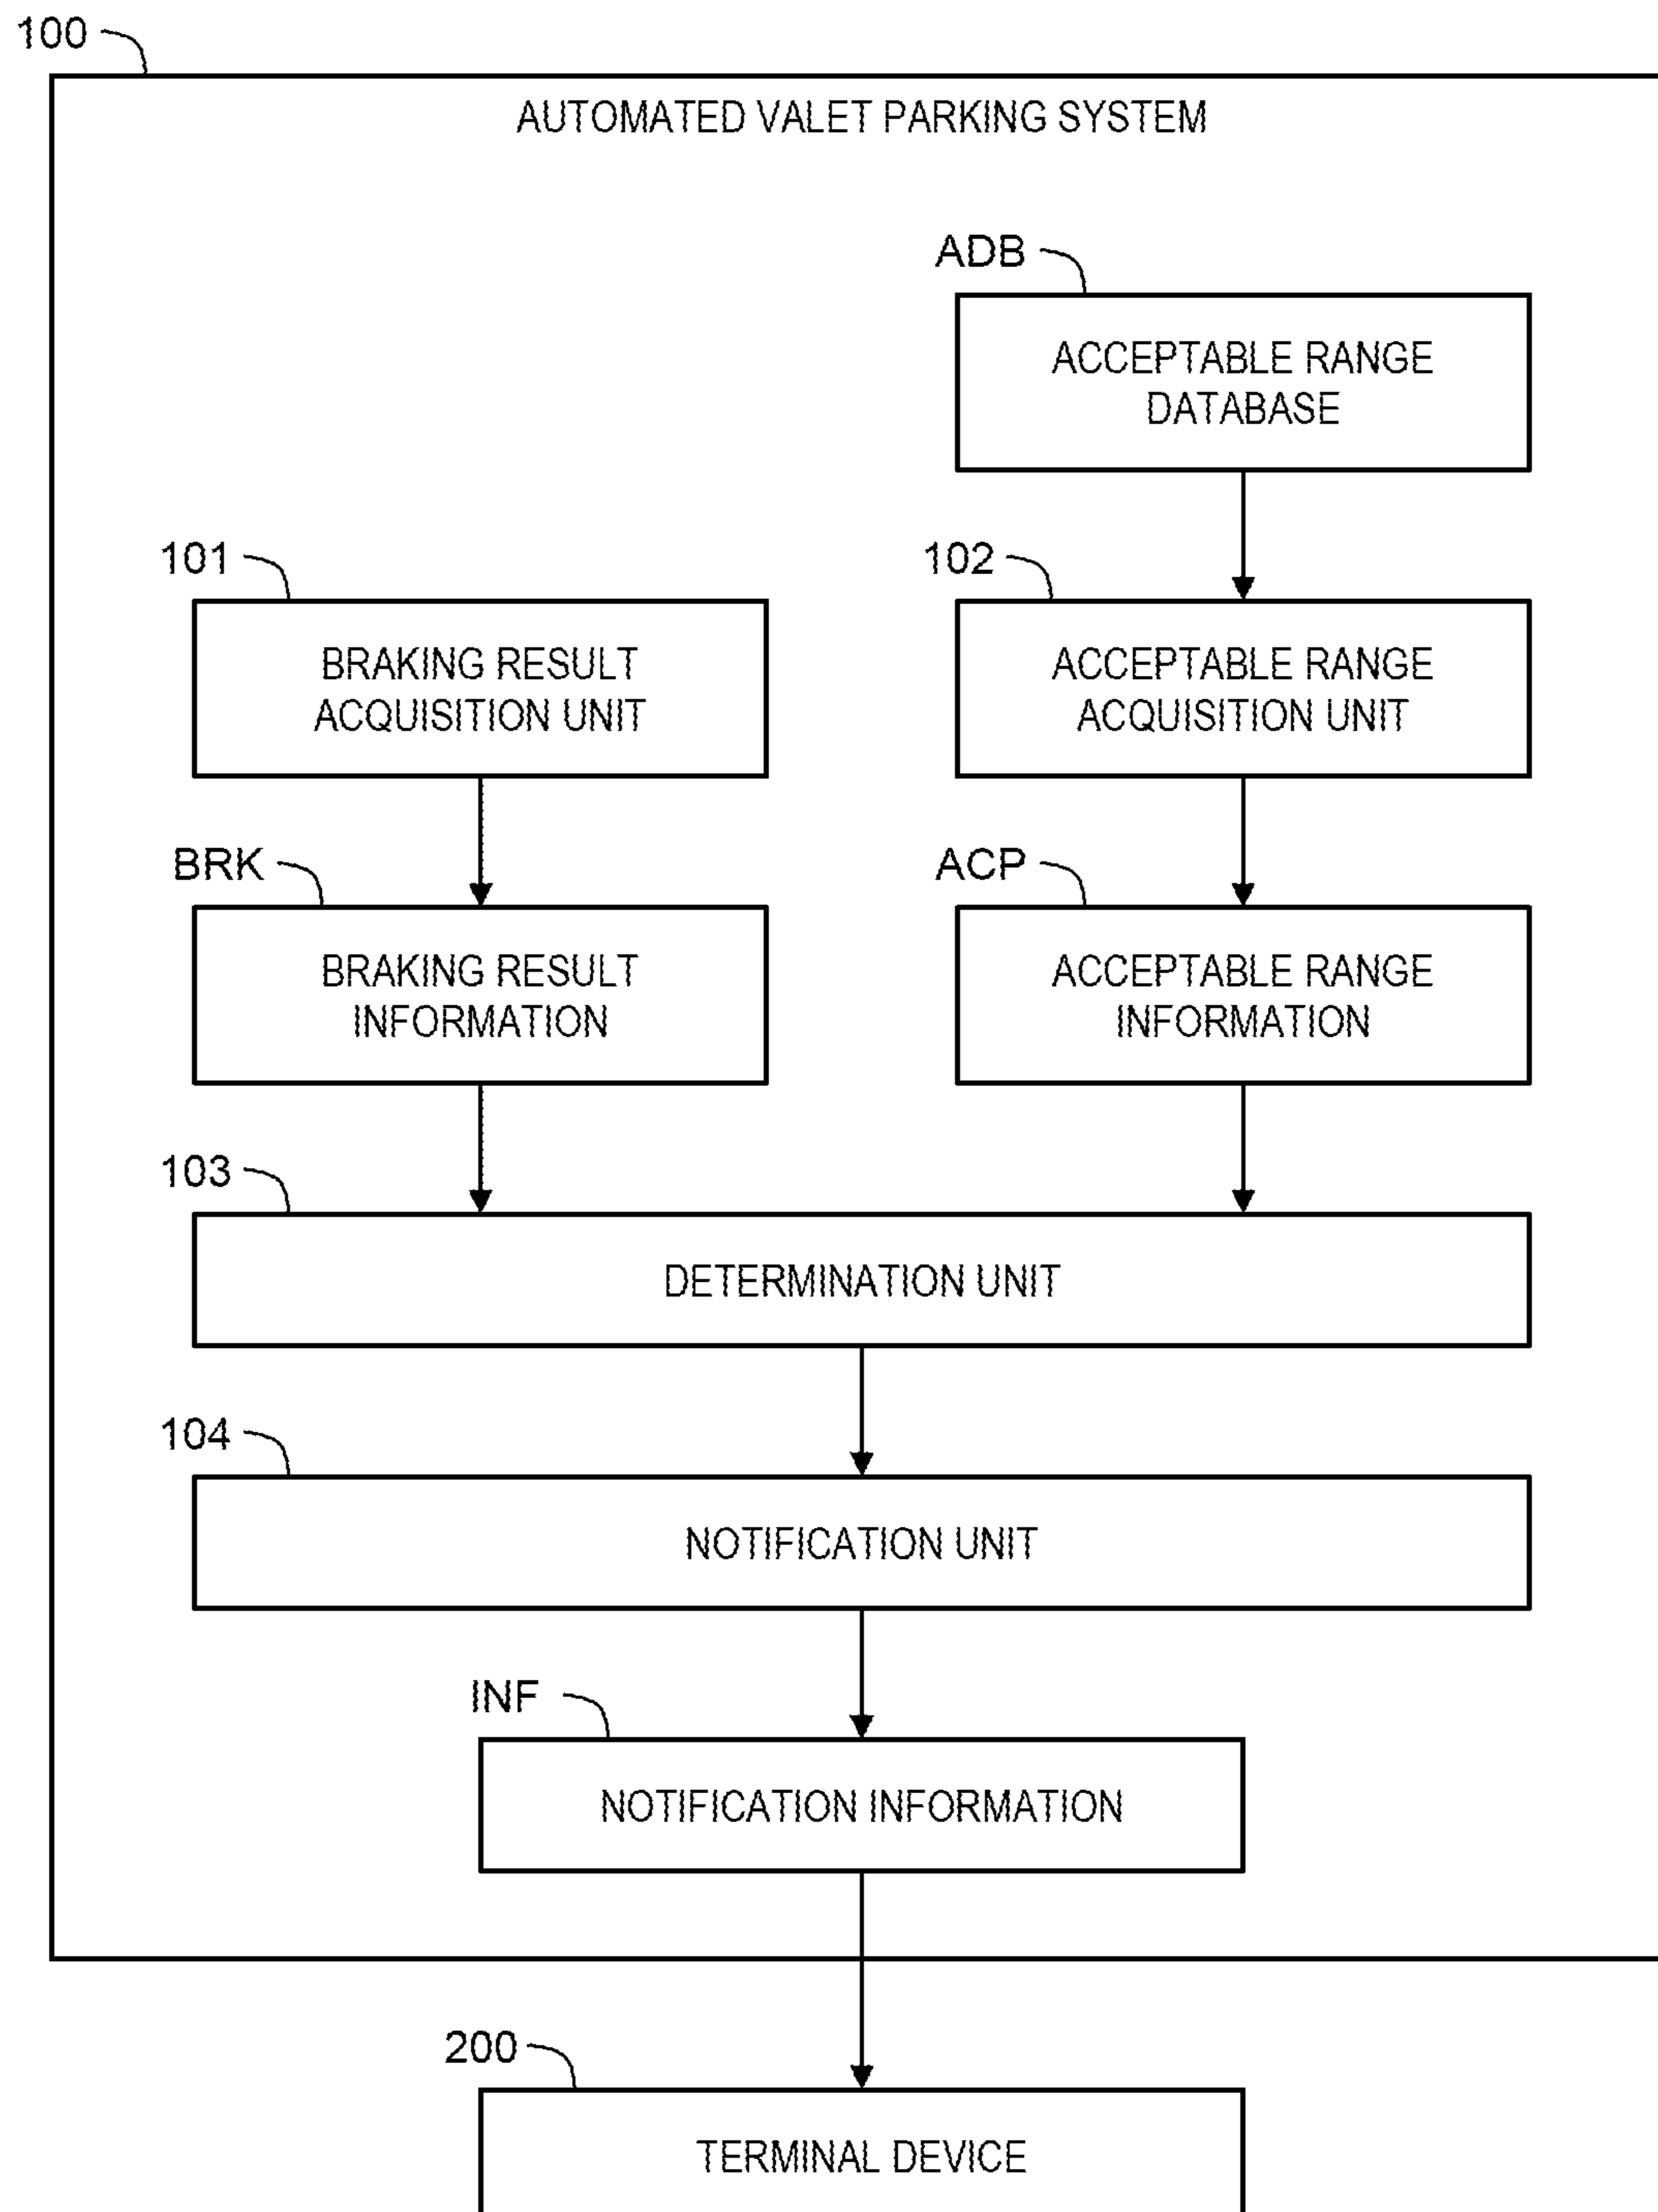 100
AUTOMATED VALET PARKING SYSTEM
ADB
ACCEPTABLE RANGE
DATABASE
101
BRAKING RESULT
ACQUISITION UNIT
102
ACCEPTABLE RANGE
ACQUISITION UNIT
BRK
BRAKING RESULT
INFORMATION
ACP
ACCEPTABLE RANGE
INFORMATION
103
DETERMINATION UNIT
104
NOTIFICATION UNIT
INF
NOTIFICATION INFORMATION
200
TERMINAL DEVICE